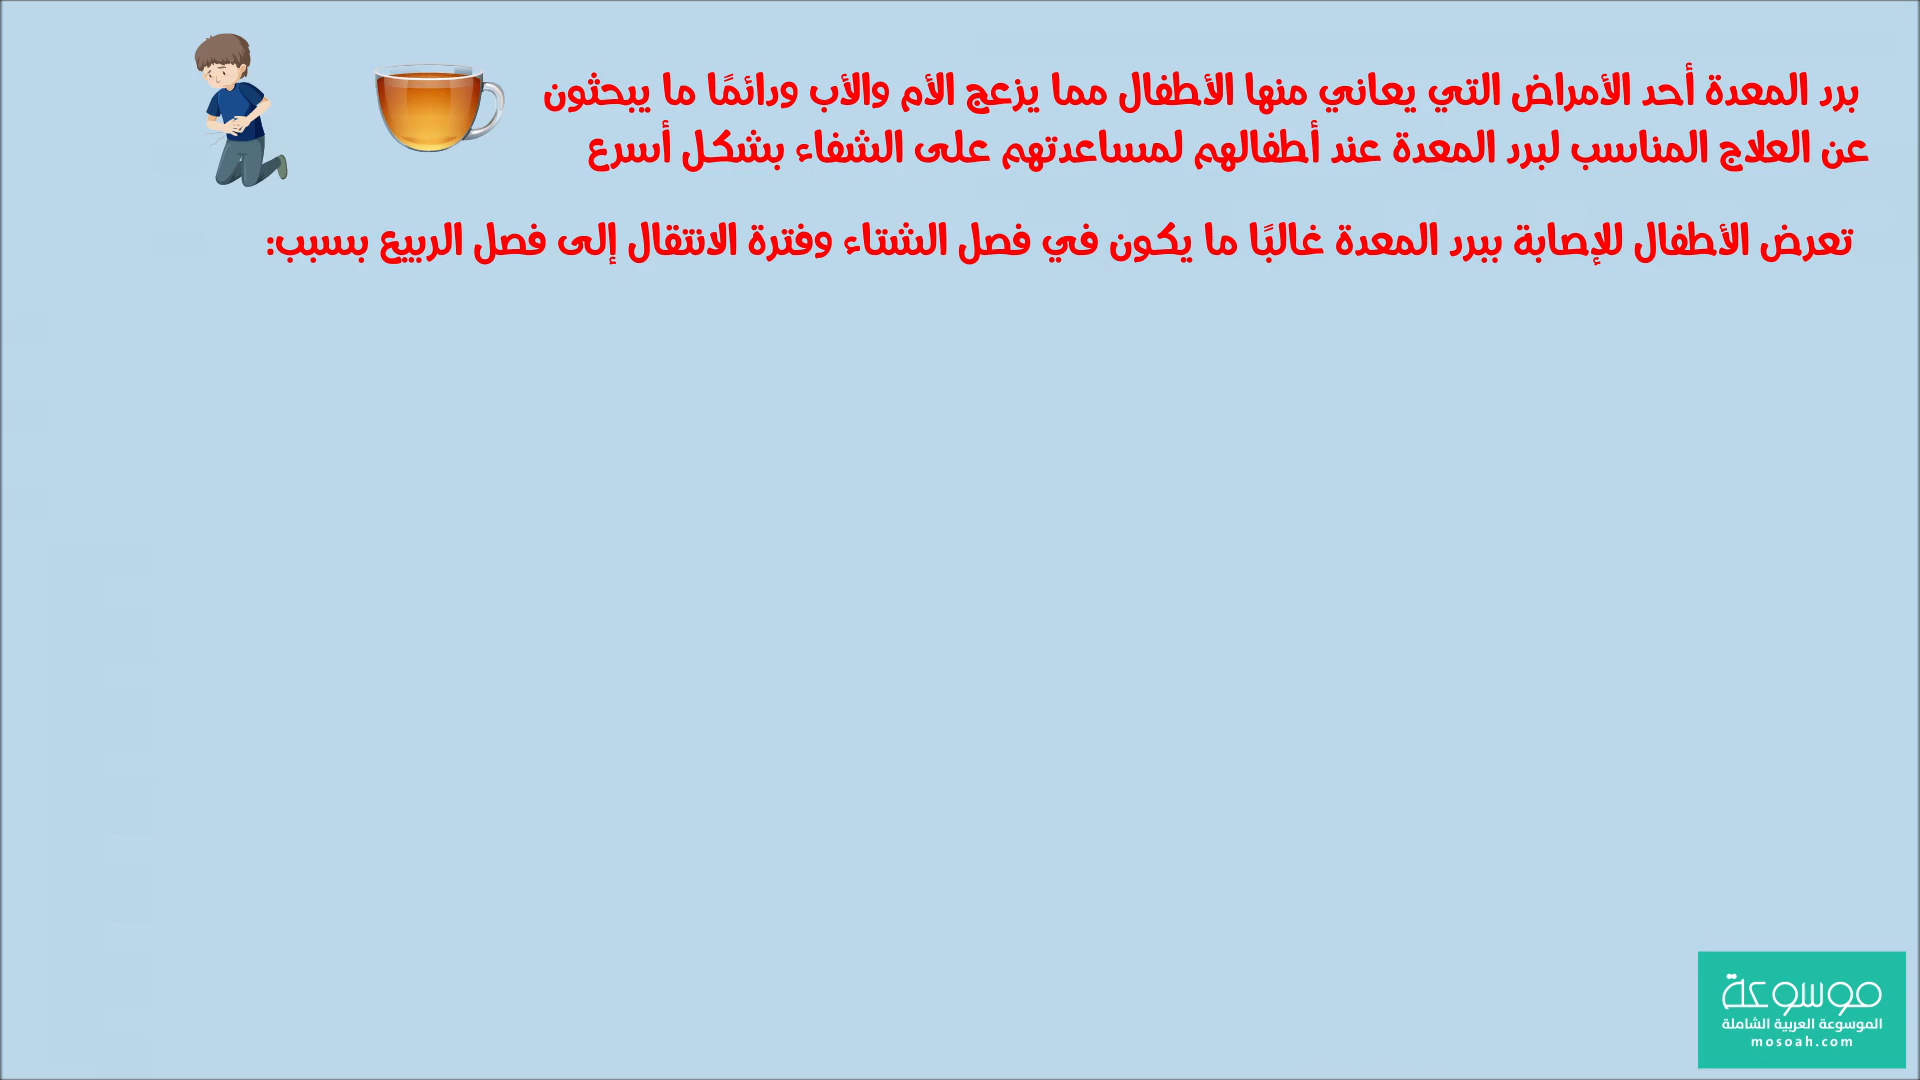 برد المعدة أحد الأمراض التي يعاني منها الأطفال مما يزعج الأم والأب ودائمًا ما يبحثون
عن العلاج المناسب لبرد المعدة عند أطفالهم لمساعدتهم على الشفاء بشكل أسرع
تعرض الأطفال للإصابة ببرد المعدة غالبًا ما يكون في فصل الشتاء وفترة الانتقال إلى فصل الربيع بسبب:
موسوعة
الموسوعة العربية الشاملة
mosoah.com